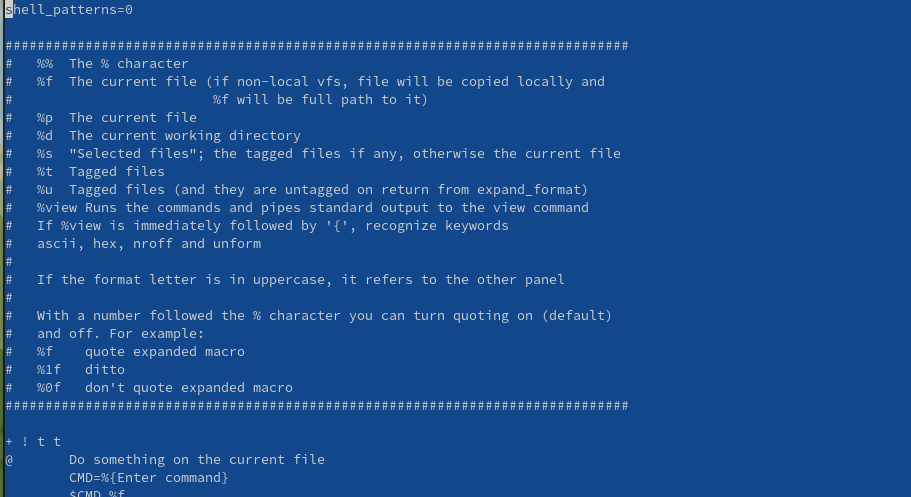 shell_patterns=0
##############################################################################
#   %%  The % character
#   %f  The current file (if non-local vfs, file will be copied locally and
#                         %f will be full path to it)
#   %p  The current file
#   %d  The current working directory
#   %s  "Selected files"; the tagged files if any, otherwise the current file
#   %t  Tagged files
#   %u  Tagged files (and they are untagged on return from expand_format)
#   %view Runs the commands and pipes standard output to the view command
#   If %view is immediately followed by '{', recognize keywords
#   ascii, hex, nroff and unform
#
#   If the format letter is in uppercase, it refers to the other panel
#
#   With a number followed the % character you can turn quoting on (default)
#   and off. For example:
#   %f    quote expanded macro
#   %1f   ditto
#   %0f   don't quote expanded macro
##############################################################################
+ ! t t
@       Do something on the current file
        CMD=%{Enter command}
        $CMD %f